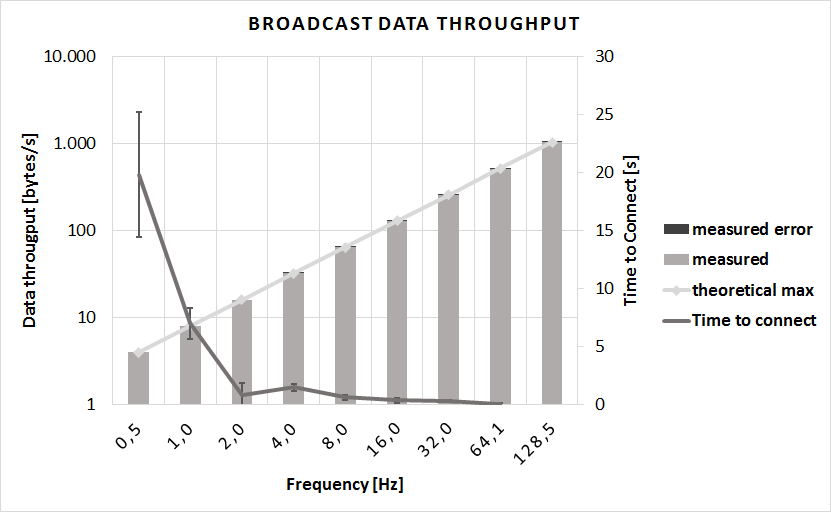 BROADCAST DATA THROUGHPUT
10.000
1.000
100
10
1
Data througput [bytes/s]
30
25
20
15
10
5
0
Time to Connect [s]
0,5
1,0
2,0
4,0
8,0
16,0
32,0
64,1
128,5
Frequency [Hz]
measured error
measured
theoretical max
Time to connect